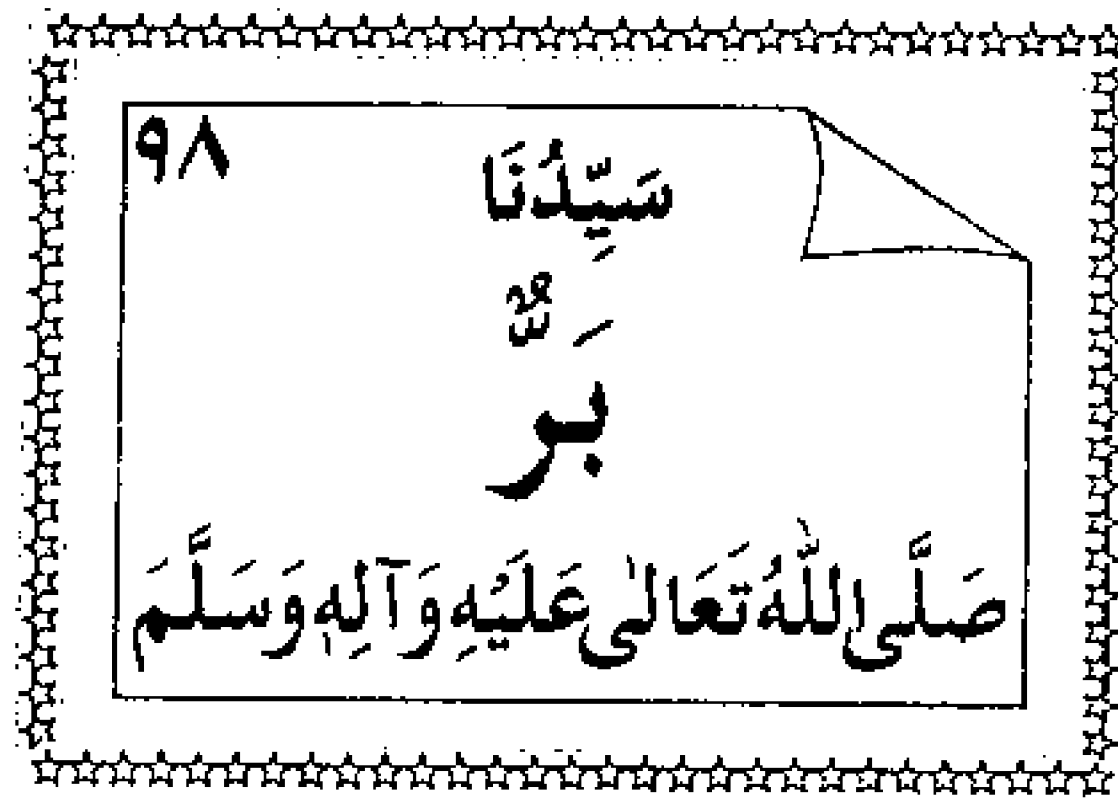 ٩٨
سَيِّدُنَا
بَرٌّ
صَلَّى اللّٰهُ تَعَالٰى عَلَيْهِ وَآلِهٖ وَسَلَّمَ